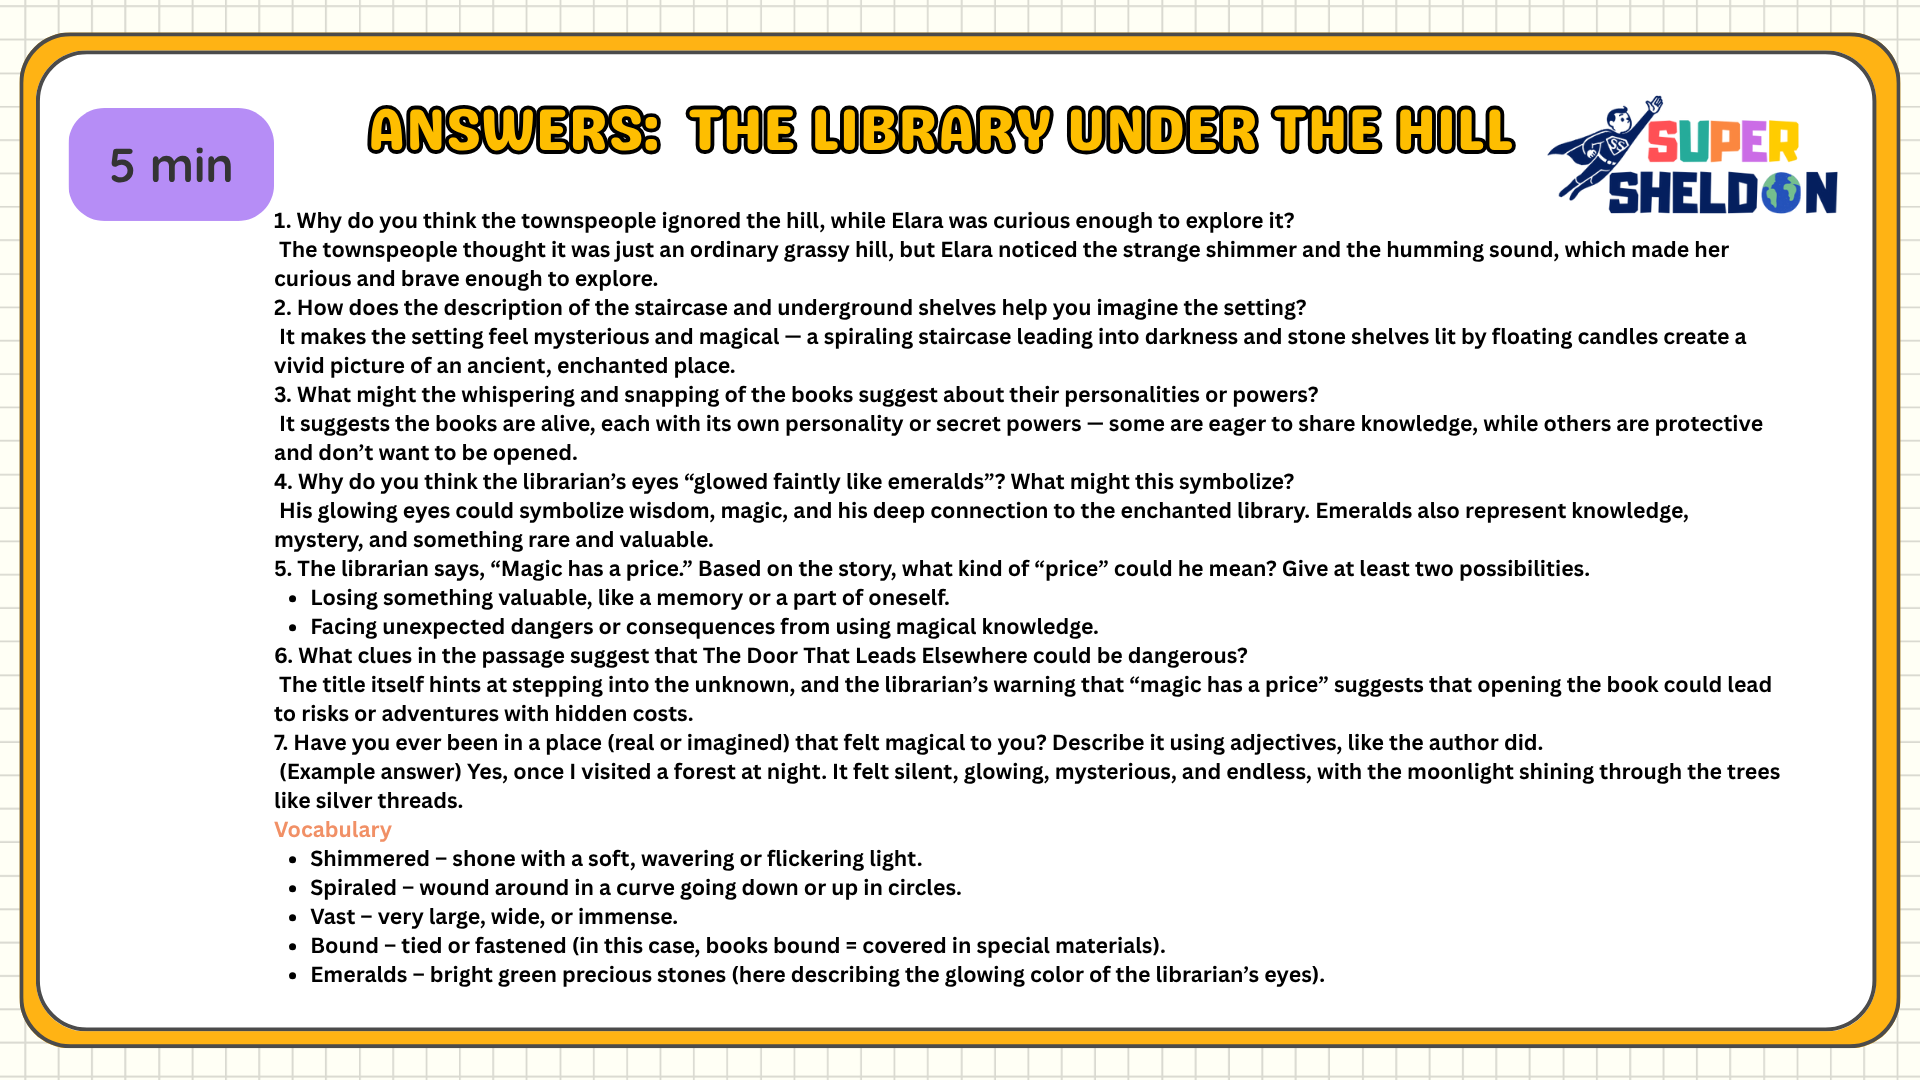 5 min
ANSWERS: THE LIBRARY UNDER THE HILL
SUPER
SHELDON
1. Why do you think the townspeople ignored the hill, while Elara was curious enough to explore it?
The townspeople thought it was just an ordinary grassy hill, but Elara noticed the strange shimmer and the humming sound, which made her
curious and brave enough to explore.
2. How does the description of the staircase and underground shelves help you imagine the setting?
It makes the setting feel mysterious and magical — a spiraling staircase leading into darkness and stone shelves lit by floating candles create a
vivid picture of an ancient, enchanted place.
3. What might the whispering and snapping of the books suggest about their personalities or powers?
It suggests the books are alive, each with its own personality or secret powers — some are eager to share knowledge, while others are protective
and don’t want to be opened.
4. Why do you think the librarian’s eyes “glowed faintly like emeralds”? What might this symbolize?
His glowing eyes could symbolize wisdom, magic, and his deep connection to the enchanted library. Emeralds also represent knowledge,
mystery, and something rare and valuable.
5. The librarian says, “Magic has a price.” Based on the story, what kind of “price” could he mean? Give at least two possibilities.
• Losing something valuable, like a memory or a part of oneself.
• Facing unexpected dangers or consequences from using magical knowledge.
6. What clues in the passage suggest that The Door That Leads Elsewhere could be dangerous?
The title itself hints at stepping into the unknown, and the librarian’s warning that “magic has a price” suggests that opening the book could lead
to risks or adventures with hidden costs.
7. Have you ever been in a place (real or imagined) that felt magical to you? Describe it using adjectives, like the author did.
(Example answer) Yes, once I visited a forest at night. It felt silent, glowing, mysterious, and endless, with the moonlight shining through the trees
like silver threads.
Vocabulary
• Shimmered – shone with a soft, wavering or flickering light.
• Spiraled – wound around in a curve going down or up in circles.
• Vast – very large, wide, or immense.
• Bound – tied or fastened (in this case, books bound = covered in special materials).
• Emeralds – bright green precious stones (here describing the glowing color of the librarian’s eyes).